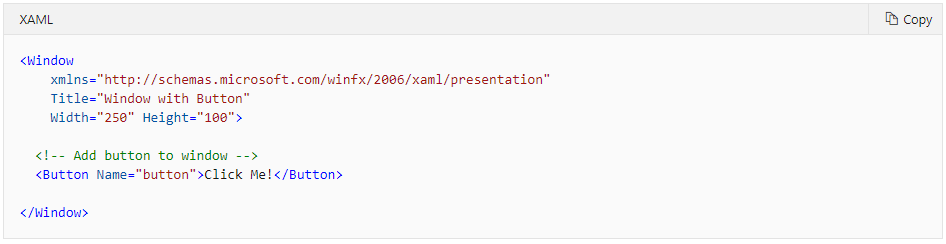 XAML
Copy
<Window
xmlns="http://schemas.microsoft.com/winfx/2006/xaml/presentation"
Title="Window with Button"
Width="250" Height="100">
<!-- Add button to window -->
<Button Name="button">Click Me!</Button>
</Window>